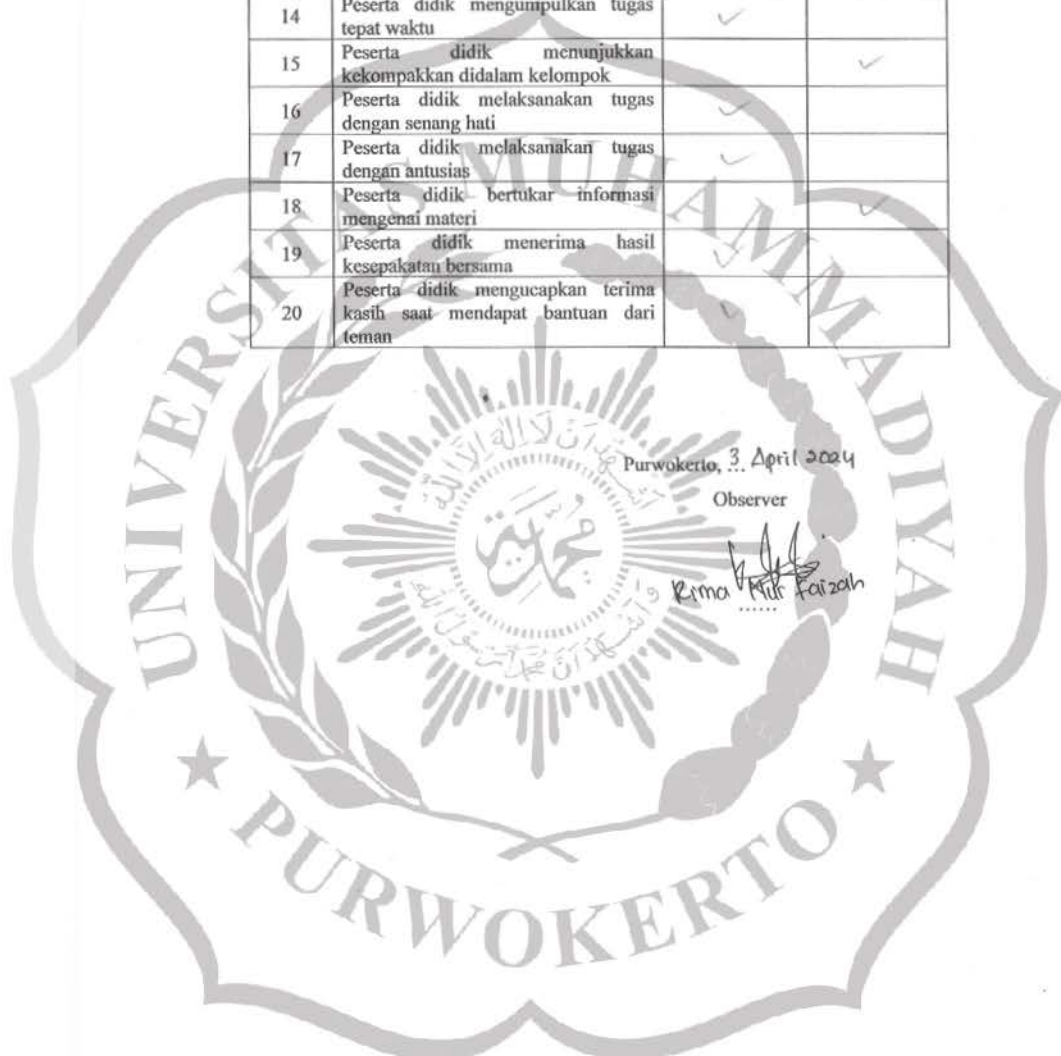 14 Peserta didik mengumpulkan tugas ✓
tepat waktu
15 Peserta didik menunjukkan ✓
kekompakkan didalam kelompok
16 Peserta didik melaksanakan tugas ✓
dengan senang hati
17 Peserta didik melaksanakan tugas ✓
dengan antusias
18 Peserta didik bertukar informasi ✓
mengenai materi
19 Peserta didik menerima hasil ✓
kesepakatan bersama
20 Peserta didik mengucapkan terima ✓
kasih saat mendapat bantuan dari
teman
Purwokerto, 3 April 2024
Observer
Rima Nur Faizah
UNIVERSITAS MUHAMMADIYAH
★ PURWOKERTO ★